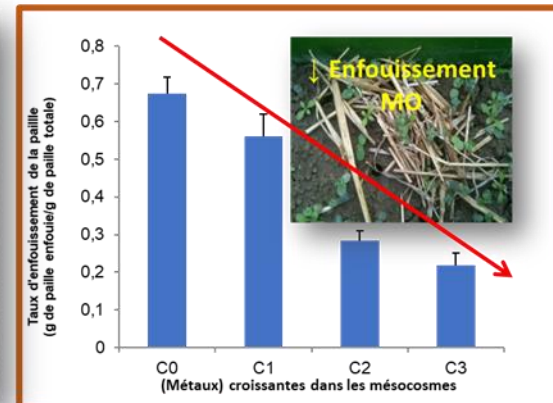 Taux d'enfouissement de la paillle
(g de paille enfouie/g de paille totale)
0,8
0,7
0,6
0,5
0,4
0,3
0,2
0,1
0
↓ Enfouissement
MO
C0 C1 C2 C3
(Métaux) croissantes dans les mésocosmes